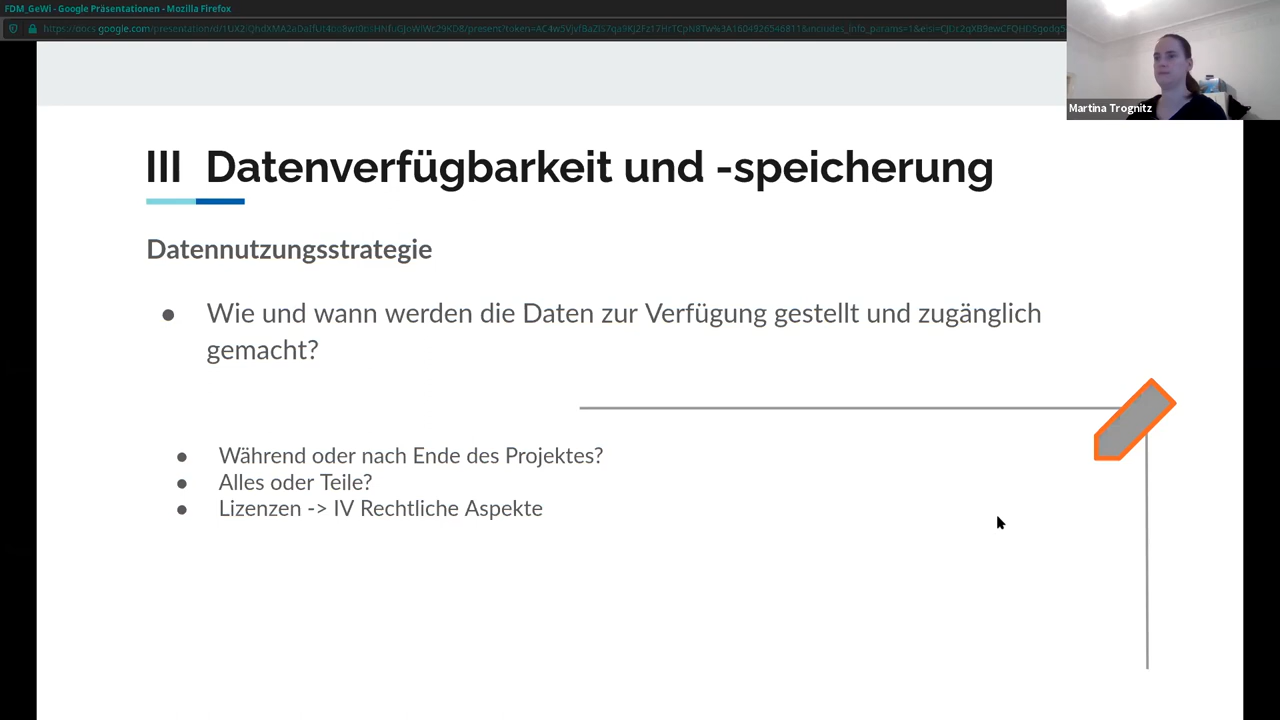 FDM_GeWi - Google Präsentationen - Mozilla Firefox
Martina Trognitz
III Datenverfügbarkeit und -speicherung
Datennutzungsstrategie
● Wie und wann werden die Daten zur Verfügung gestellt und zugänglich
gemacht?
● Während oder nach Ende des Projektes?
● Alles oder Teile?
● Lizenzen -> IV Rechtliche Aspekte